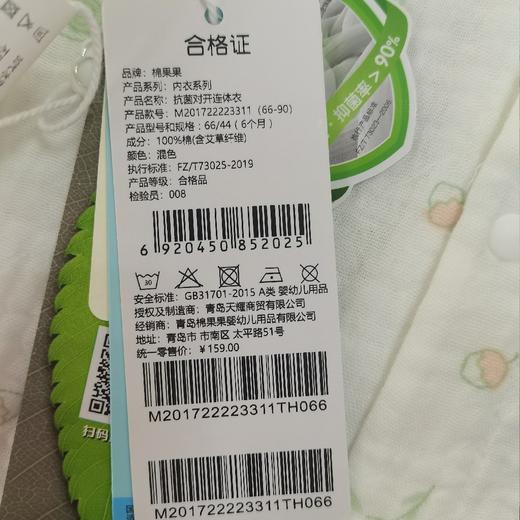 合格证
品牌：棉果果
产品系列：内衣系列
产品名称：抗菌对开连体衣
产品款号：M201722223311 (66-90)
产品型号和规格：66/44 (6个月)
成分：100%棉(含艾草纤维)
颜色：混色
执行标准：FZ/T73025-2019
产品等级：合格品
检验员：008
6 920450 852025
30
安全标准：GB31701-2015 A类 婴幼儿用品
授权及制造商：青岛天耀商贸有限公司
经销商：青岛棉果果婴幼儿用品有限公司
地址：青岛市 市南区 太平路51号
统一零售价：￥159.00
M201722223311TH066
M201722223311TH066
抑菌率＞90%
FZ/T 73023-2006
扫码